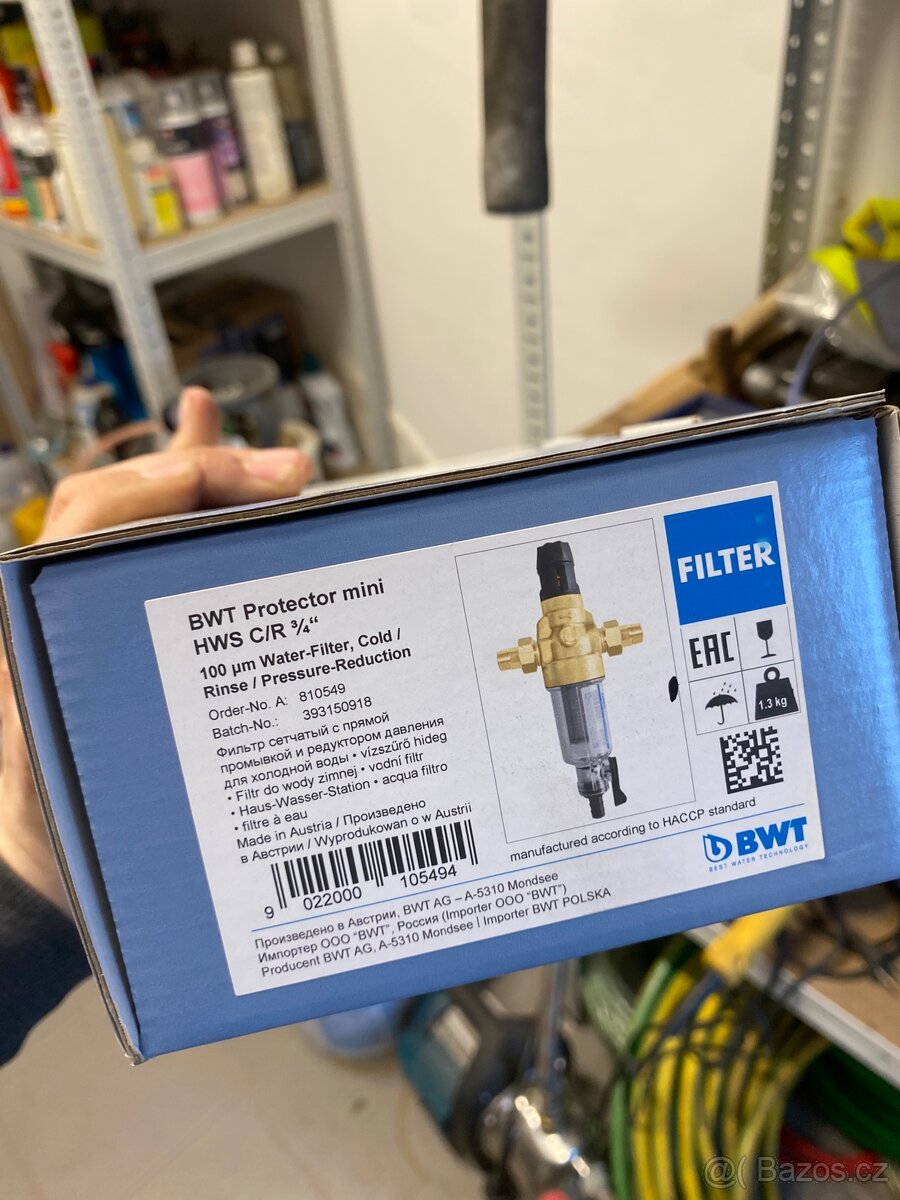 BWT Protector mini
HWS C/R ¾“
100 µm Water-Filter, Cold /
Rinse / Pressure-Reduction
Order-No. A: 810549
Batch-No.: 393150918
Фильтр сетчатый с прямой
промывкой и редуктором давления
для холодной воды • vízszűrő hideg
• Filtr do wody zimnej • vodní filtr
• Haus-Wasser-Station • acqua filtro
• filtre à eau
Made in Austria / Произведено
в Австрии / Wyprodukowan o w Austrii
9 022000 105494
Произведено в Австрии, BWT AG – A-5310 Mondsee
Импортер ООО "BWT", Россия (Importer OOO "BWT")
Producent BWT AG, A-5310 Mondsee | Importer BWT POLSKA
FILTER
EAC
1.3 kg
manufactured according to HACCP standard
BWT
BEST WATER TECHNOLOGY
@( Bazos.cz